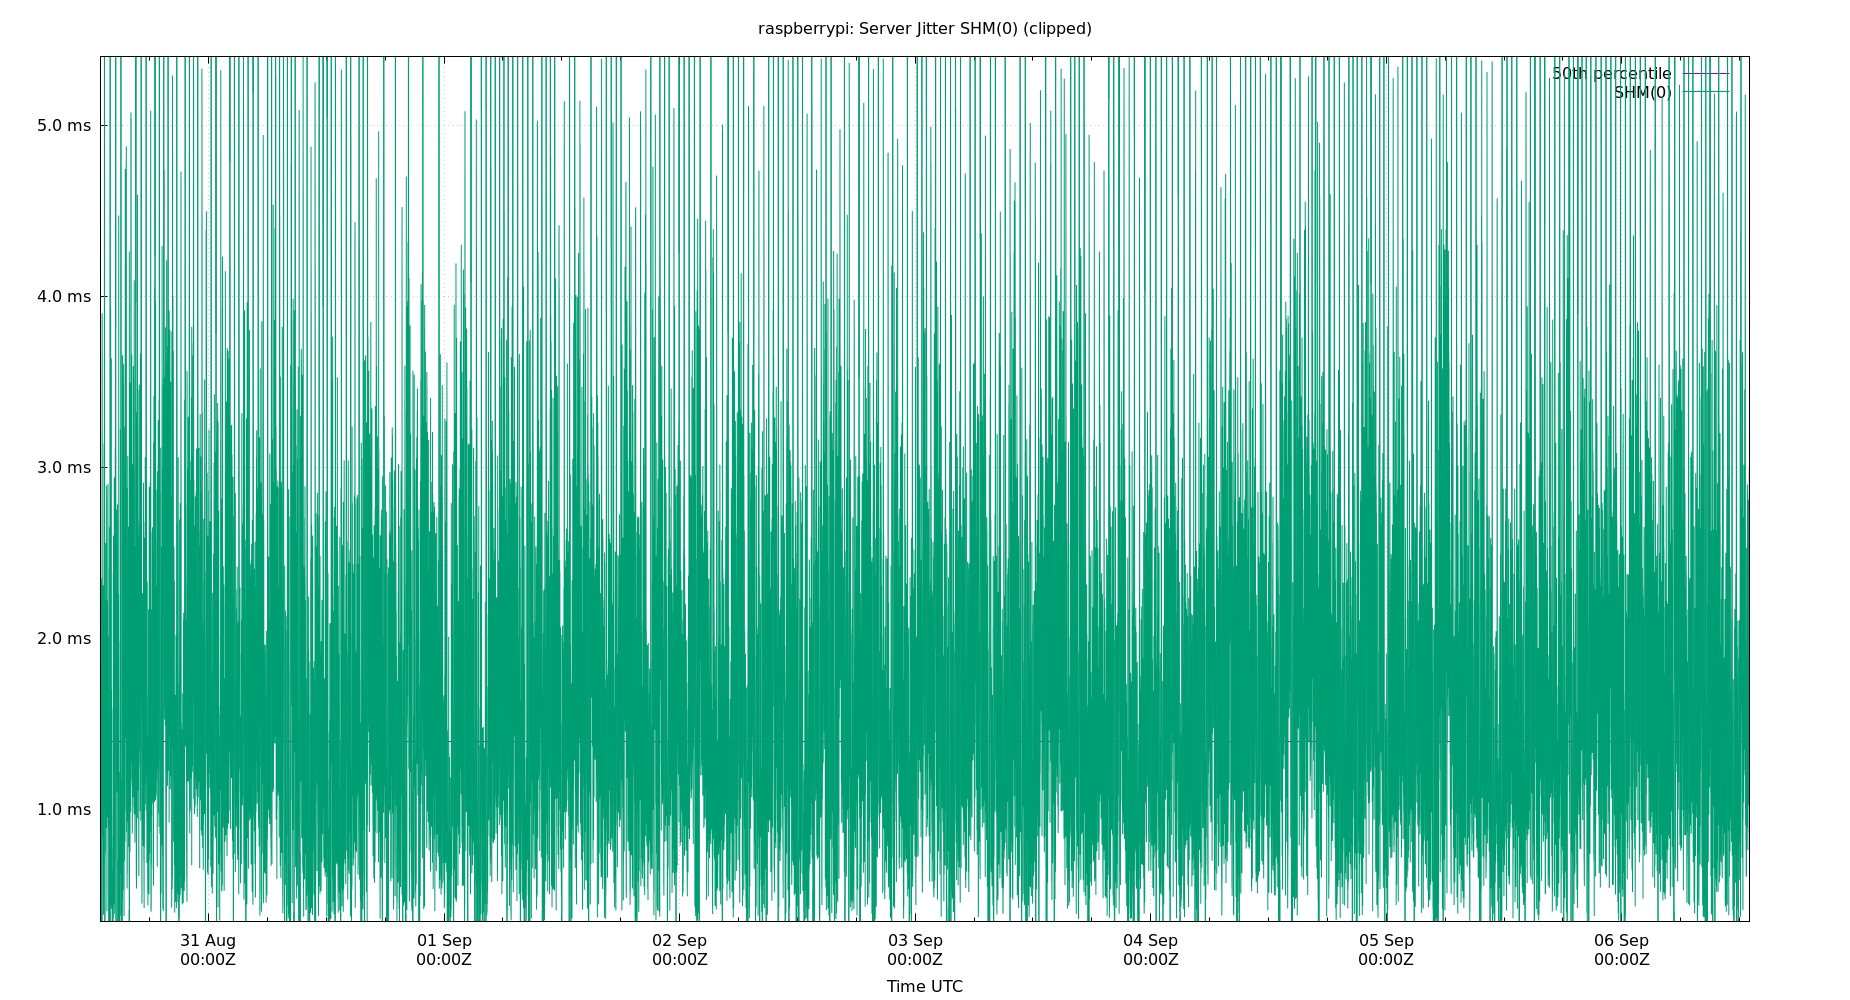 raspberrypi: Server Jitter SHM(0) (clipped)
50th percentile
SHM(0)
5.0 ms
4.0 ms
3.0 ms
2.0 ms
1.0 ms
31 Aug 01 Sep 02 Sep 03 Sep 04 Sep 05 Sep 06 Sep
00:00Z 00:00Z 00:00Z 00:00Z 00:00Z 00:00Z 00:00Z
Time UTC